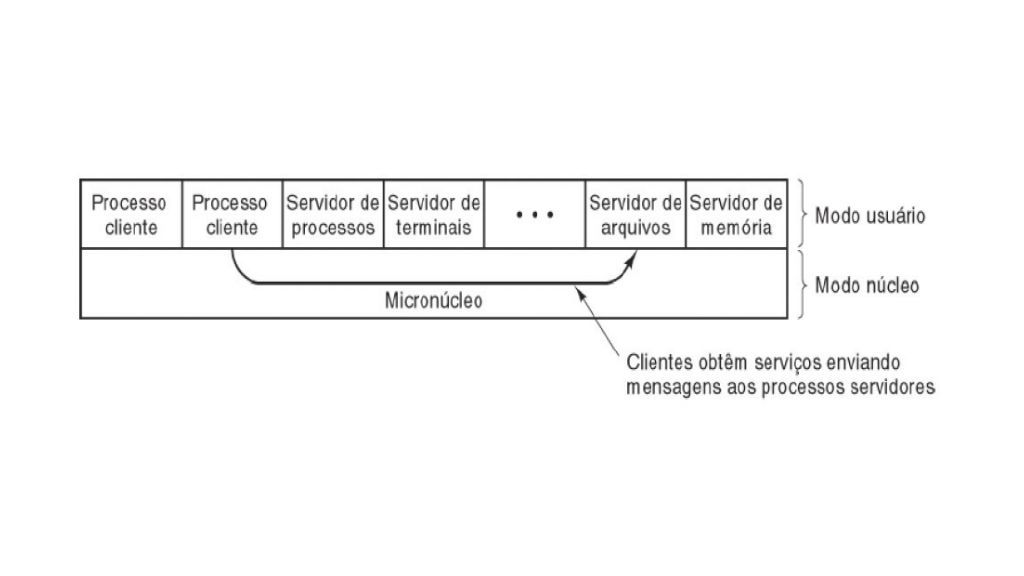 Processo
cliente
Processo
cliente
Servidor de
processos
Servidor de
terminais
• • •
Servidor de
arquivos
Servidor de
memória
Modo usuário
Micronúcleo
Modo núcleo
Clientes obtêm serviços enviando
mensagens aos processos servidores